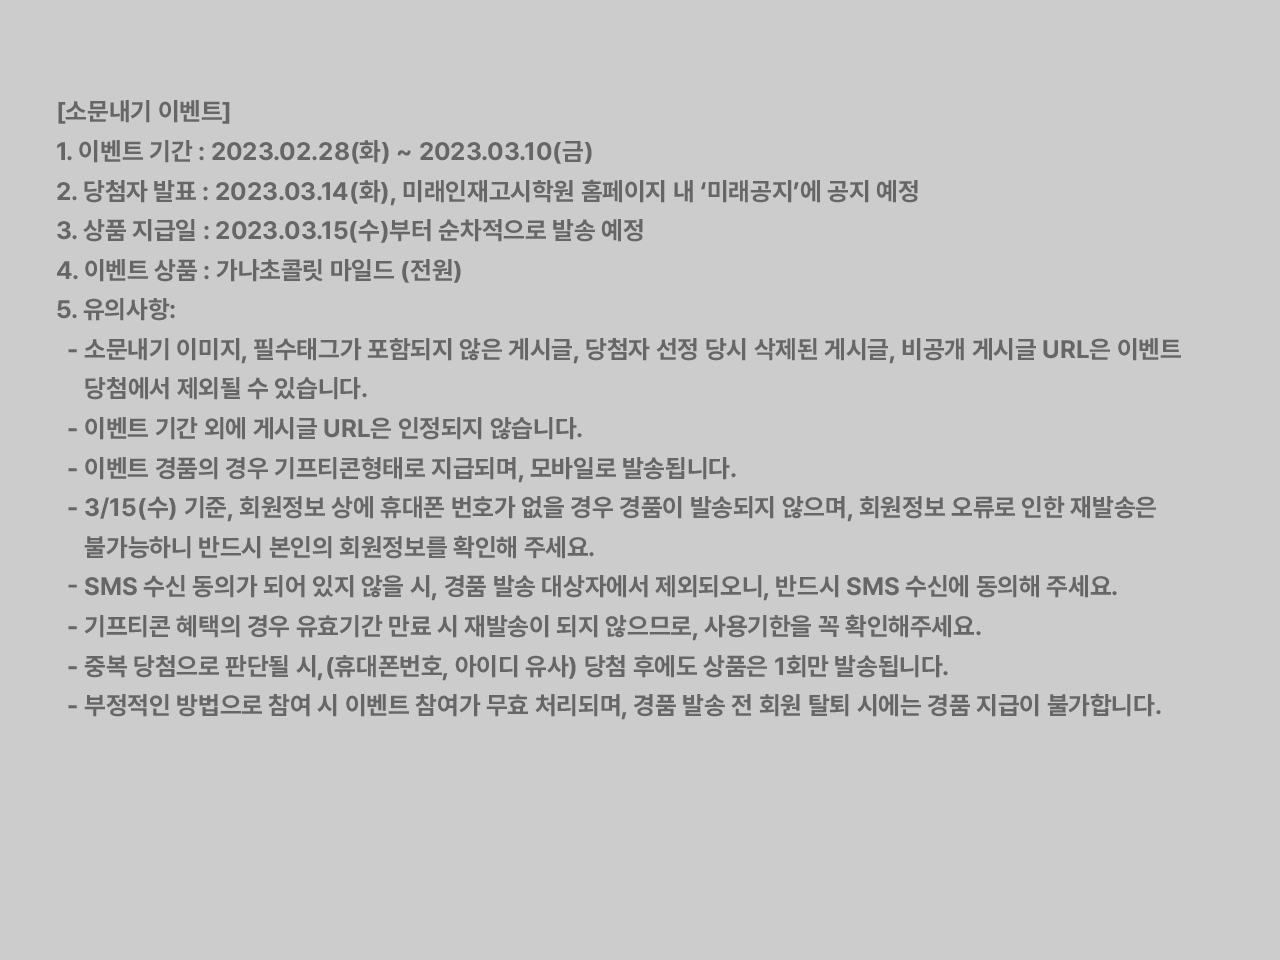 [소문내기 이벤트]
1. 이벤트 기간 : 2023.02.28(화) ~ 2023.03.10(금)
2. 당첨자 발표 : 2023.03.14(화), 미래인재고시학원 홈페이지 내 ‘미래공지’에 공지 예정
3. 상품 지급일 : 2023.03.15(수)부터 순차적으로 발송 예정
4. 이벤트 상품 : 가나초콜릿 마일드 (전원)
5. 유의사항:
- 소문내기 이미지, 필수태그가 포함되지 않은 게시글, 당첨자 선정 당시 삭제된 게시글, 비공개 게시글 URL은 이벤트
당첨에서 제외될 수 있습니다.
- 이벤트 기간 외에 게시글 URL은 인정되지 않습니다.
- 이벤트 경품의 경우 기프티콘형태로 지급되며, 모바일로 발송됩니다.
- 3/15(수) 기준, 회원정보 상에 휴대폰 번호가 없을 경우 경품이 발송되지 않으며, 회원정보 오류로 인한 재발송은
불가능하니 반드시 본인의 회원정보를 확인해 주세요.
- SMS 수신 동의가 되어 있지 않을 시, 경품 발송 대상자에서 제외되오니, 반드시 SMS 수신에 동의해 주세요.
- 기프티콘 혜택의 경우 유효기간 만료 시 재발송이 되지 않으므로, 사용기한을 꼭 확인해주세요.
- 중복 당첨으로 판단될 시,(휴대폰번호, 아이디 유사) 당첨 후에도 상품은 1회만 발송됩니다.
- 부정적인 방법으로 참여 시 이벤트 참여가 무효 처리되며, 경품 발송 전 회원 탈퇴 시에는 경품 지급이 불가합니다.